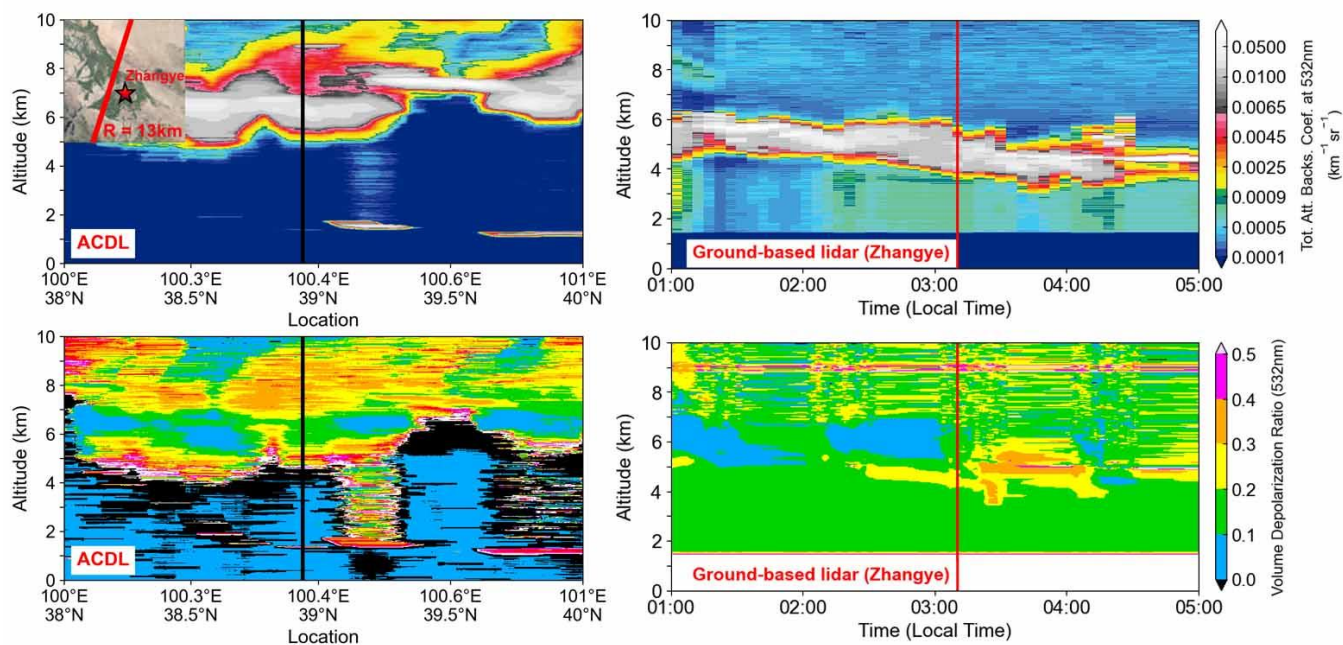 10
8
6
4
2
0
Altitude (km)
Zhangye
R = 13km
ACDL
100°E 100.3°E 100.4°E 100.6°E 101°E
38°N 38.5°N 39°N 39.5°N 40°N
Location
10
8
6
4
2
0
Altitude (km)
Ground-based lidar (Zhangye)
01:00 02:00 03:00 04:00 05:00
Time (Local Time)
0.0500
0.0100
0.0065
0.0045
0.0025
0.0009
0.0005
0.0001
Tot. Att. Backs. Coef. at 532nm
(km⁻¹ sr⁻¹)
10
8
6
4
2
0
Altitude (km)
ACDL
100°E 100.3°E 100.4°E 100.6°E 101°E
38°N 38.5°N 39°N 39.5°N 40°N
Location
10
8
6
4
2
0
Altitude (km)
Ground-based lidar (Zhangye)
01:00 02:00 03:00 04:00 05:00
Time (Local Time)
0.5
0.4
0.3
0.2
0.1
0.0
Volume Depolarization Ratio (532nm)